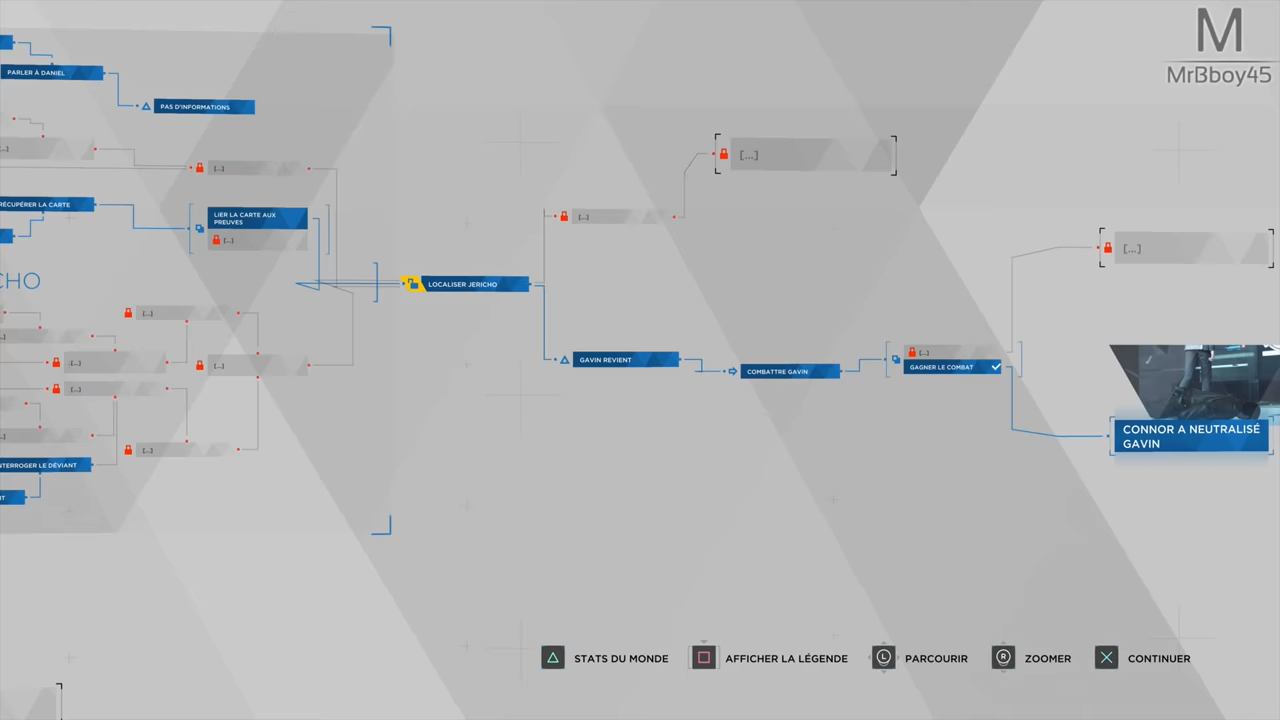 M
MrBboy45
PARLER À DANIEL
PAS D'INFORMATIONS
[...]
[...]
[...]
[...]
RÉCUPÉRER LA CARTE
LIER LA CARTE AUX
PREUVES
[...]
[...]
CHO
LOCALISER JERICHO
[...]
[...]
[...]
[...]
[...]
GAVIN REVIENT
COMBATTRE GAVIN
[...]
GAGNER LE COMBAT
CONNOR A NEUTRALISÉ
GAVIN
[...]
[...]
NTERROGER LE DÉVIANT
NT
STATS DU MONDE
AFFICHER LA LÉGENDE
L
PARCOURIR
R
ZOOMER
CONTINUER